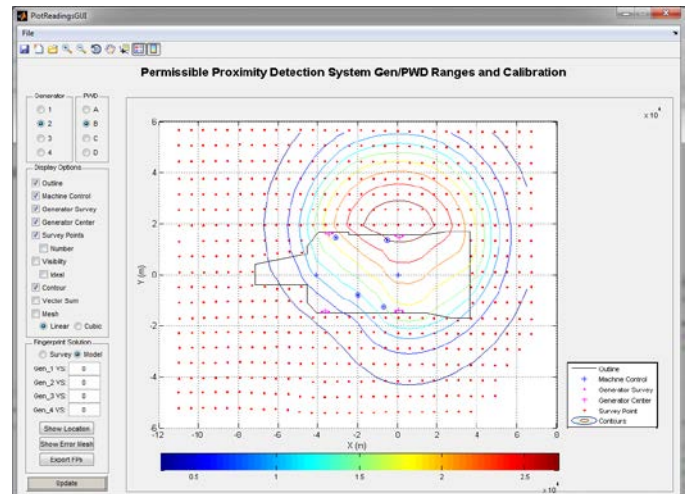 PlotReadingsGUI
File
Permissible Proximity Detection System Gen/PWD Ranges and Calibration
Generator
1
2
3
4
PWD
A
B
C
D
Display Options
Outline
Machine Control
Generator Survey
Generator Center
Survey Points
Number
Visibility
Ideal
Contour
Vector Sum
Mesh
Linear Cubic
Fingerprint Solution
Survey Model
Gen_1 VS: 0
Gen_2 VS: 0
Gen_3 VS: 0
Gen_4 VS: 0
Show Location
Show Error Mesh
Export FPs
Update
x 10⁴
6
4
2
0
-2
-4
-6
Y (m)
-12 -10 -8 -6 -4 -2 0 2 4 6 8
X (m)
Outline
Machine Control
Generator Survey
Generator Center
Survey Point
Contours
0.5 1 1.5 2 2.5
x 10⁴